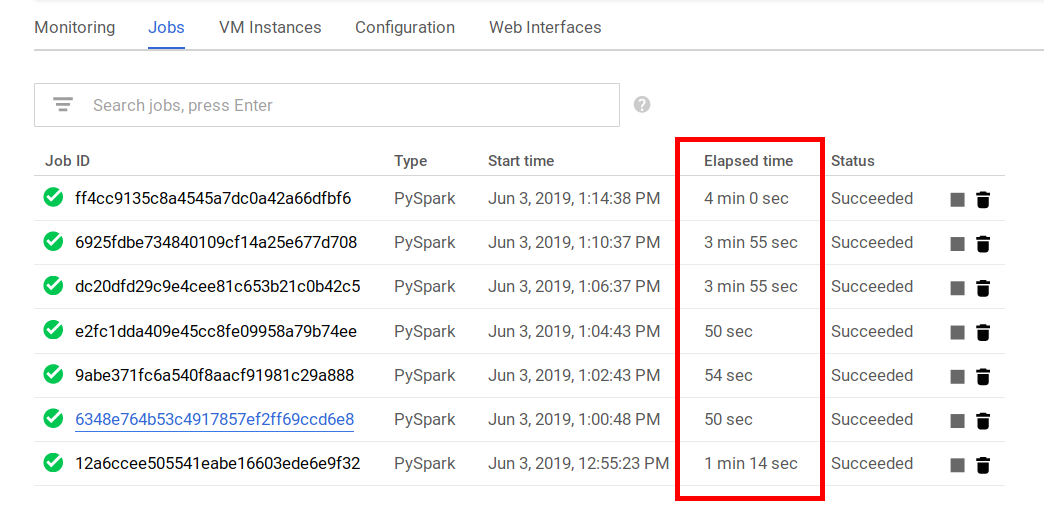 Monitoring Jobs VM Instances Configuration Web Interfaces
Search jobs, press Enter
Job ID Type Start time Elapsed time Status
ff4cc9135c8a4545a7dc0a42a66dfbf6 PySpark Jun 3, 2019, 1:14:38 PM 4 min 0 sec Succeeded
6925fdbe734840109cf14a25e677d708 PySpark Jun 3, 2019, 1:10:37 PM 3 min 55 sec Succeeded
dc20dfd29c9e4cee81c653b21c0b42c5 PySpark Jun 3, 2019, 1:06:37 PM 3 min 55 sec Succeeded
e2fc1dda409e45cc8fe09958a79b74ee PySpark Jun 3, 2019, 1:04:43 PM 50 sec Succeeded
9abe371fc6a540f8aacf91981c29a888 PySpark Jun 3, 2019, 1:02:43 PM 54 sec Succeeded
6348e764b53c4917857ef2ff69ccd6e8 PySpark Jun 3, 2019, 1:00:48 PM 50 sec Succeeded
12a6ccee505541eabe16603ede6e9f32 PySpark Jun 3, 2019, 12:55:23 PM 1 min 14 sec Succeeded